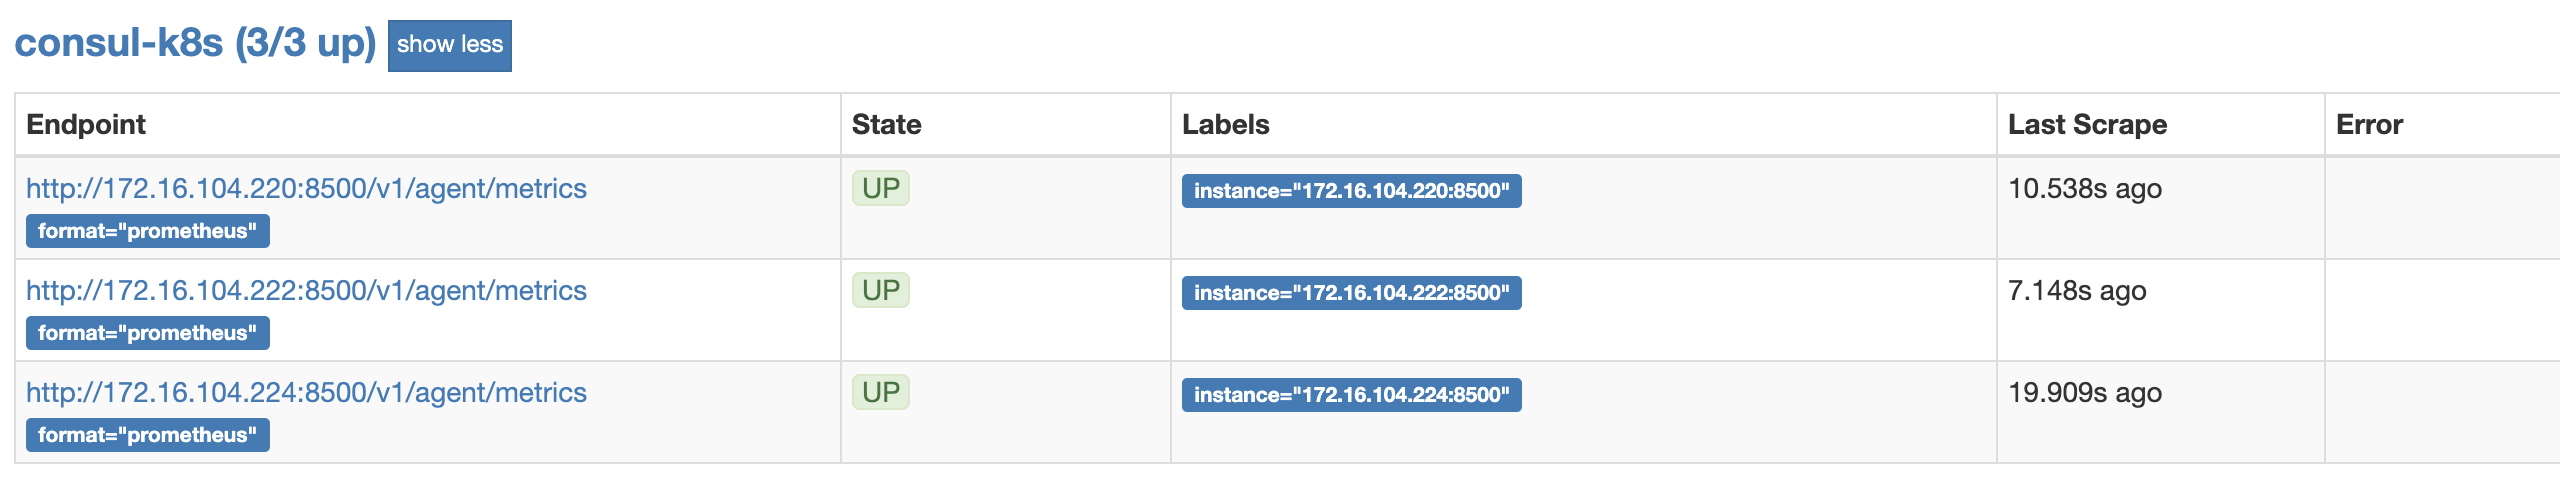 consul-k8s (3/3 up) show less
Endpoint State Labels Last Scrape Error
http://172.16.104.220:8500/v1/agent/metrics UP instance="172.16.104.220:8500" 10.538s ago
format="prometheus"
http://172.16.104.222:8500/v1/agent/metrics UP instance="172.16.104.222:8500" 7.148s ago
format="prometheus"
http://172.16.104.224:8500/v1/agent/metrics UP instance="172.16.104.224:8500" 19.909s ago
format="prometheus"